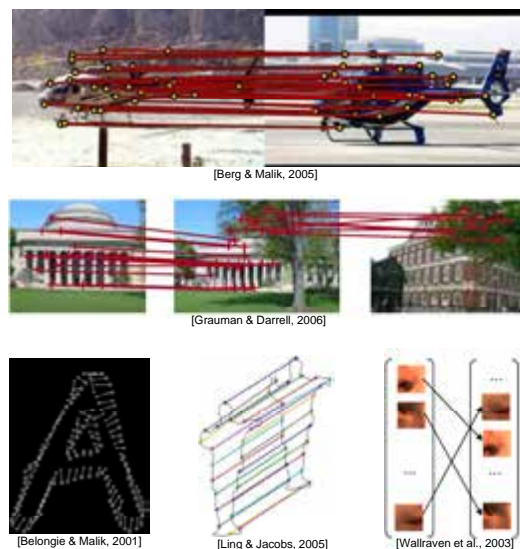 [Berg & Malik, 2005]
[Grauman & Darrell, 2006]
[Belongie & Malik, 2001]
[Ling & Jacobs, 2005]
[Wallraven et al., 2003]